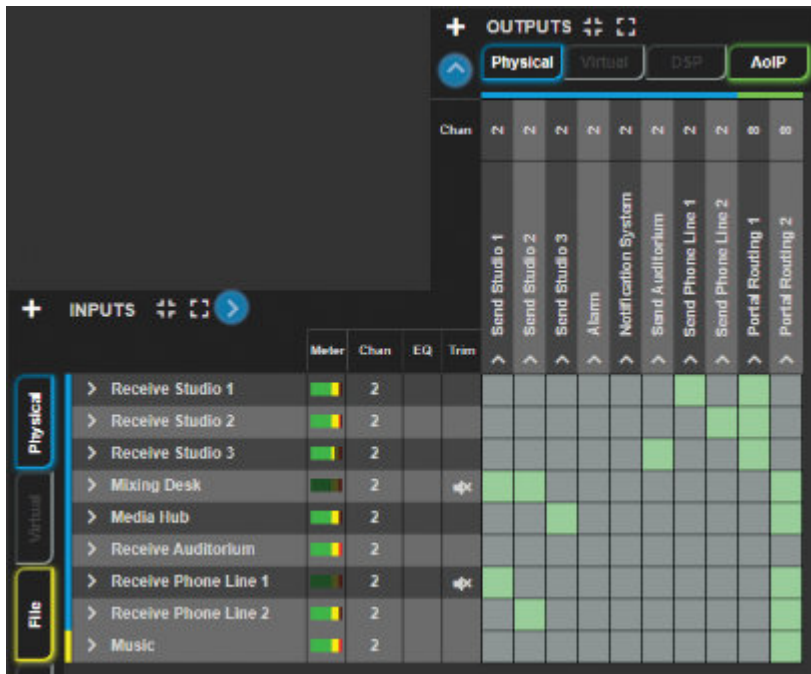 + OUTPUTS
Physical Virtual DSP AoIP
Chan 2 2 2 2 2 2 2 2 8 8
Send Studio 1
Send Studio 2
Send Studio 3
Alarm
Notification System
Send Auditorium
Send Phone Line 1
Send Phone Line 2
Portal Routing 1
Portal Routing 2
+ INPUTS
Meter Chan EQ Trim
Physical
Virtual
File
Receive Studio 1 2
Receive Studio 2 2
Receive Studio 3 2
Mixing Desk 2
Media Hub 2
Receive Auditorium 2
Receive Phone Line 1 2
Receive Phone Line 2 2
Music 2